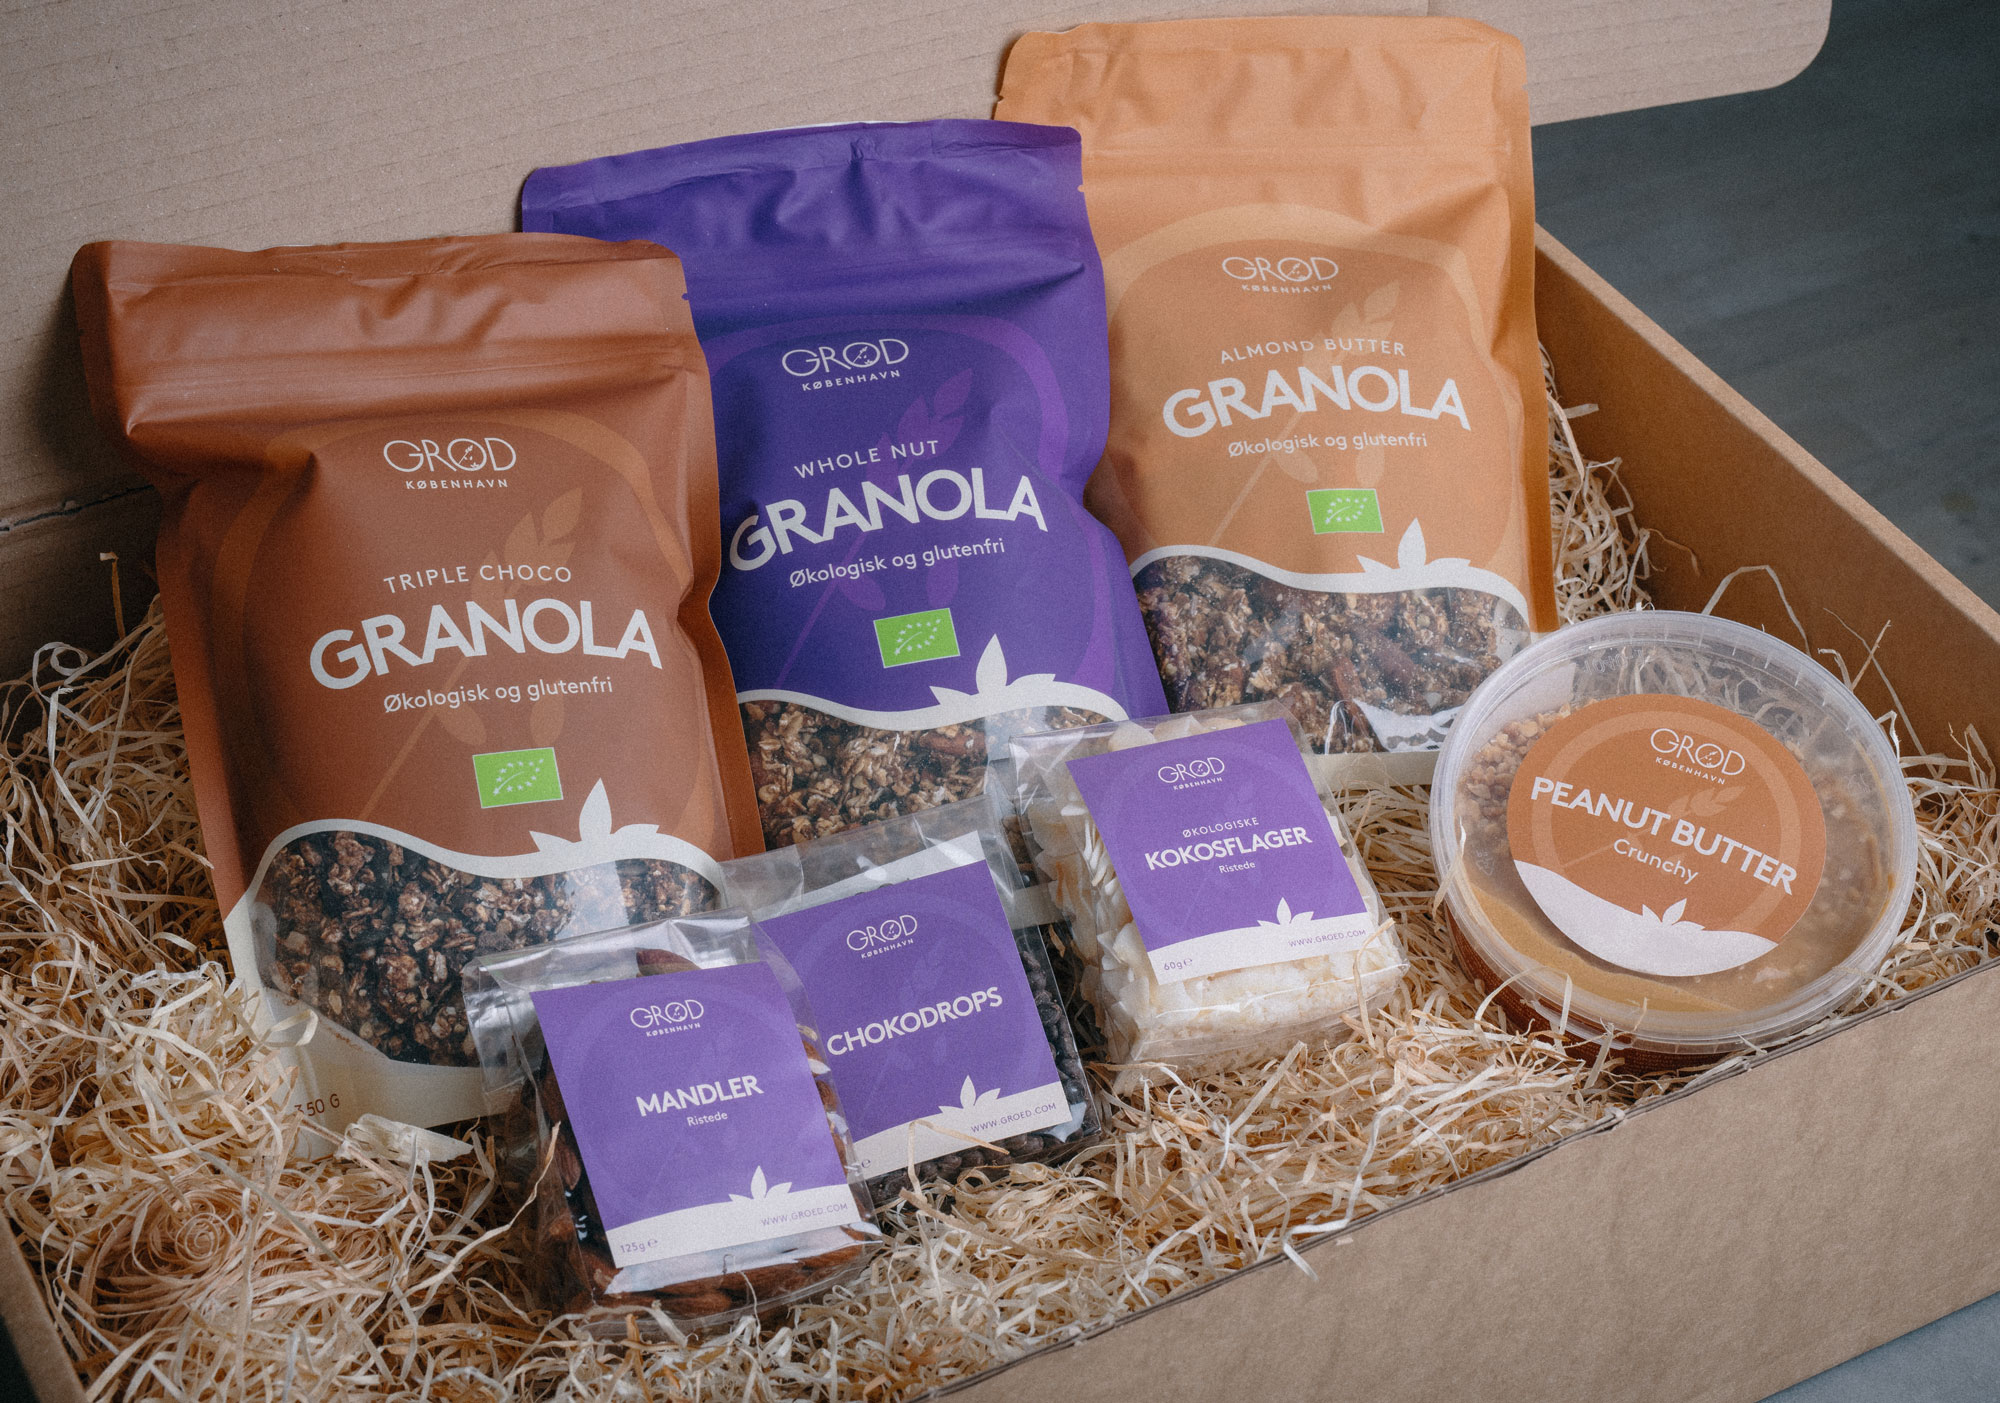 GRØD
KØBENHAVN
TRIPLE CHOCO
GRANOLA
Økologisk og glutenfri
350 G
GRØD
KØBENHAVN
WHOLE NUT
GRANOLA
Økologisk og glutenfri
GRØD
KØBENHAVN
ALMOND BUTTER
GRANOLA
Økologisk og glutenfri
GRØD
KØBENHAVN
MANDLER
Ristede
WWW.GROED.COM
125g℮
GRØD
KØBENHAVN
CHOKODROPS
WWW.GROED.COM
℮
GRØD
KØBENHAVN
ØKOLOGISKE
KOKOSFLAGER
Ristede
WWW.GROED.COM
60g℮
GRØD
KØBENHAVN
PEANUT BUTTER
Crunchy